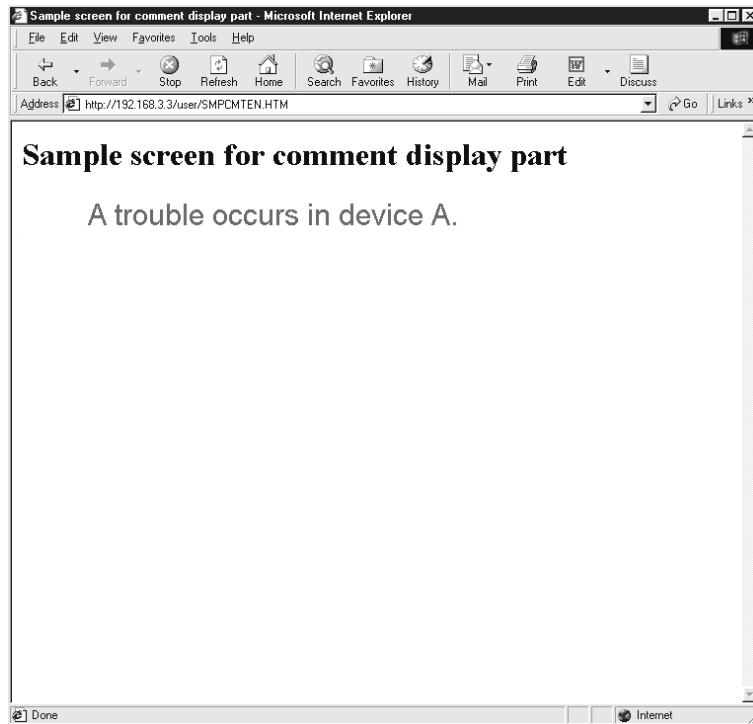 Sample screen for comment display part - Microsoft Internet Explorer
File Edit View Favorites Tools Help
Back Forward Stop Refresh Home Search Favorites History Mail Print Edit Discuss
Address http://192.168.3.3/user/SMPCMTEN.HTM Go Links »
Sample screen for comment display part
A trouble occurs in device A.
Done Internet